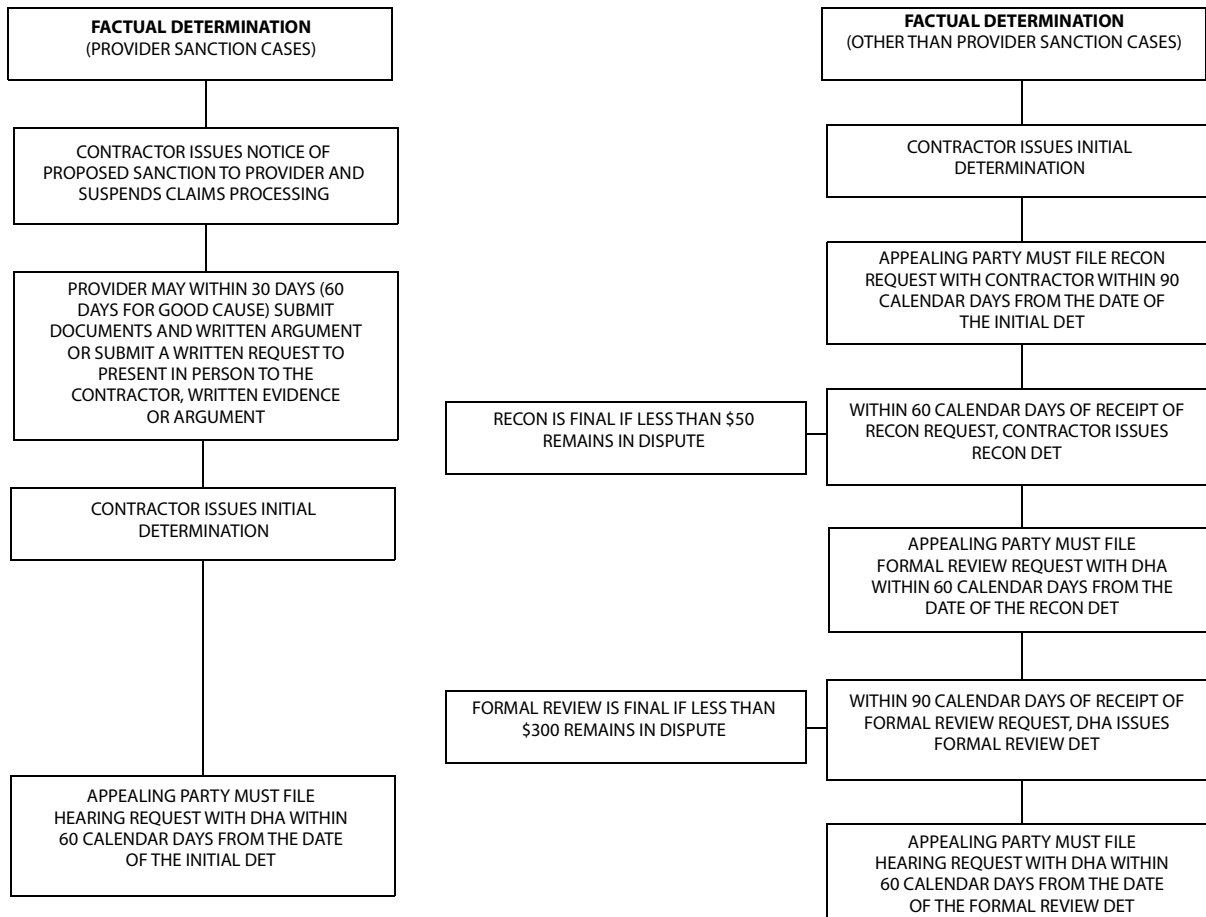 FACTUAL DETERMINATION
(PROVIDER SANCTION CASES)
CONTRACTOR ISSUES NOTICE OF
PROPOSED SANCTION TO PROVIDER AND
SUSPENDS CLAIMS PROCESSING
PROVIDER MAY WITHIN 30 DAYS (60
DAYS FOR GOOD CAUSE) SUBMIT
DOCUMENTS AND WRITTEN ARGUMENT
OR SUBMIT A WRITTEN REQUEST TO
PRESENT IN PERSON TO THE
CONTRACTOR, WRITTEN EVIDENCE
OR ARGUMENT
CONTRACTOR ISSUES INITIAL
DETERMINATION
APPEALING PARTY MUST FILE
HEARING REQUEST WITH DHA WITHIN
60 CALENDAR DAYS FROM THE DATE
OF THE INITIAL DET
FACTUAL DETERMINATION
(OTHER THAN PROVIDER SANCTION CASES)
CONTRACTOR ISSUES INITIAL
DETERMINATION
APPEALING PARTY MUST FILE RECON
REQUEST WITH CONTRACTOR WITHIN 90
CALENDAR DAYS FROM THE DATE OF
THE INITIAL DET
RECON IS FINAL IF LESS THAN $50
REMAINS IN DISPUTE
WITHIN 60 CALENDAR DAYS OF RECEIPT OF
RECON REQUEST, CONTRACTOR ISSUES
RECON DET
APPEALING PARTY MUST FILE
FORMAL REVIEW REQUEST WITH DHA
WITHIN 60 CALENDAR DAYS FROM THE
DATE OF THE RECON DET
FORMAL REVIEW IS FINAL IF LESS THAN
$300 REMAINS IN DISPUTE
WITHIN 90 CALENDAR DAYS OF RECEIPT OF
FORMAL REVIEW REQUEST, DHA ISSUES
FORMAL REVIEW DET
APPEALING PARTY MUST FILE
HEARING REQUEST WITH DHA WITHIN
60 CALENDAR DAYS FROM THE DATE
OF THE FORMAL REVIEW DET